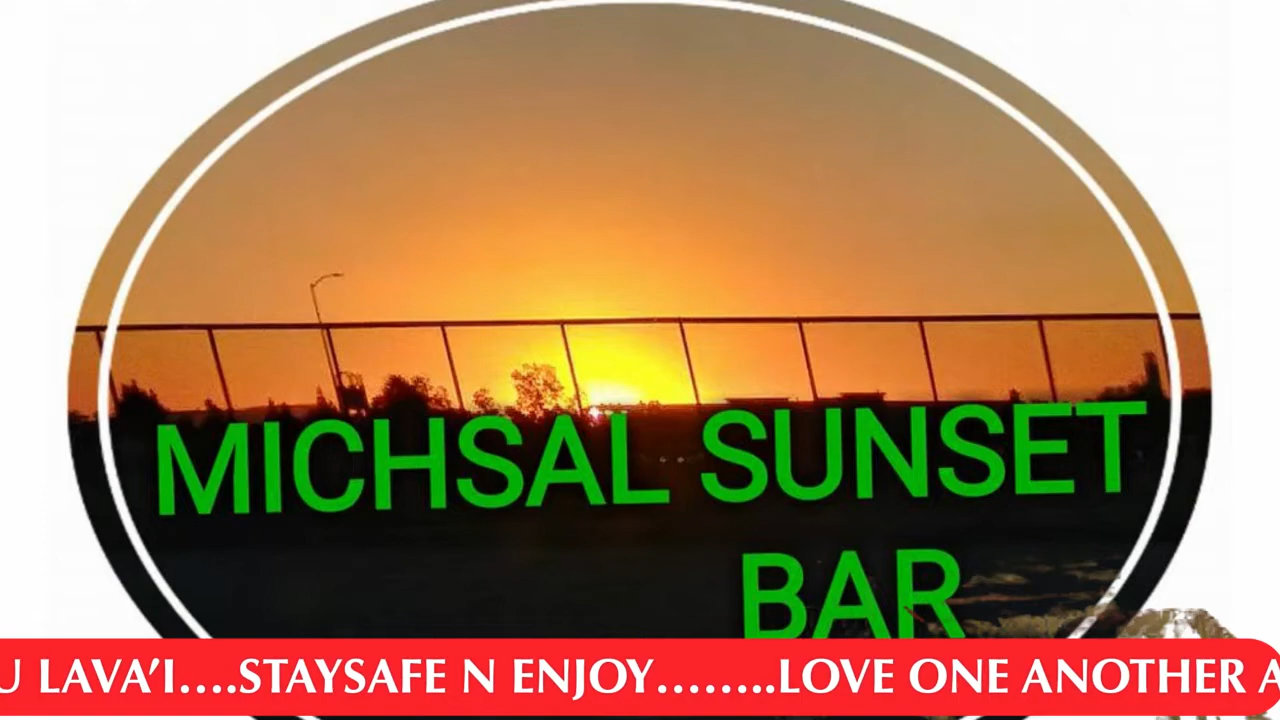 MICHSAL SUNSET
BAR
U LAVA’I....STAYSAFE N ENJOY........LOVE ONE ANOTHER A